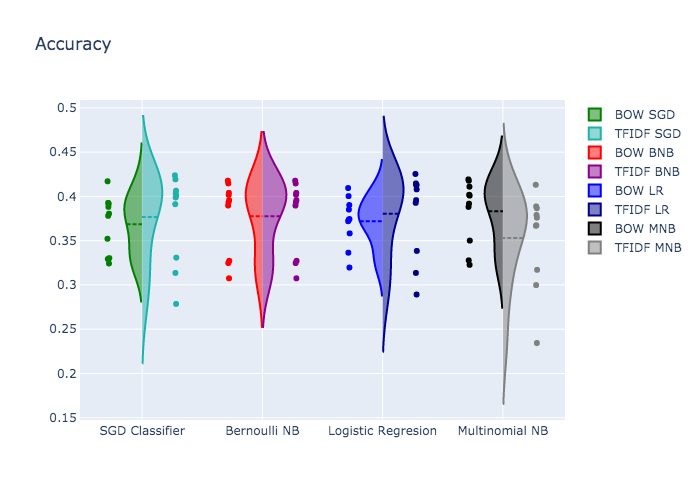 Accuracy
0.5
0.45
0.4
0.35
0.3
0.25
0.2
0.15
SGD Classifier
Bernoulli NB
Logistic Regresion
Multinomial NB
BOW SGD
TFIDF SGD
BOW BNB
TFIDF BNB
BOW LR
TFIDF LR
BOW MNB
TFIDF MNB